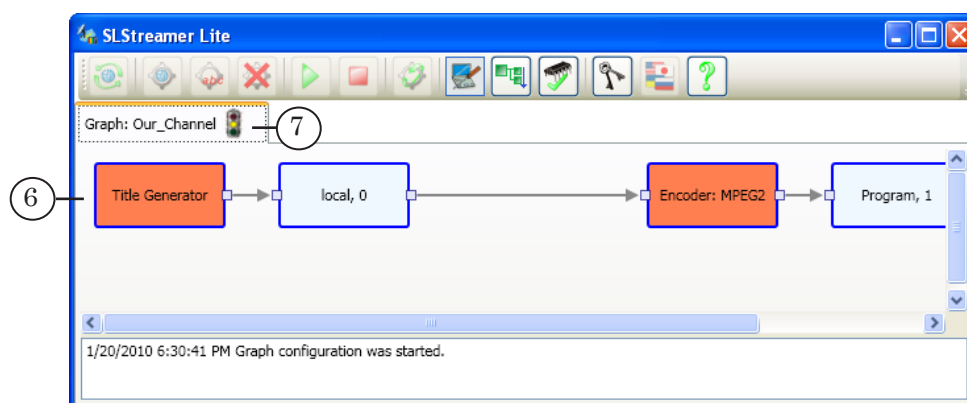 SLStreamer Lite
abc
?
Graph: Our_Channel
7
6
Title Generator
local, 0
Encoder: MPEG2
Program, 1
1/20/2010 6:30:41 PM Graph configuration was started.